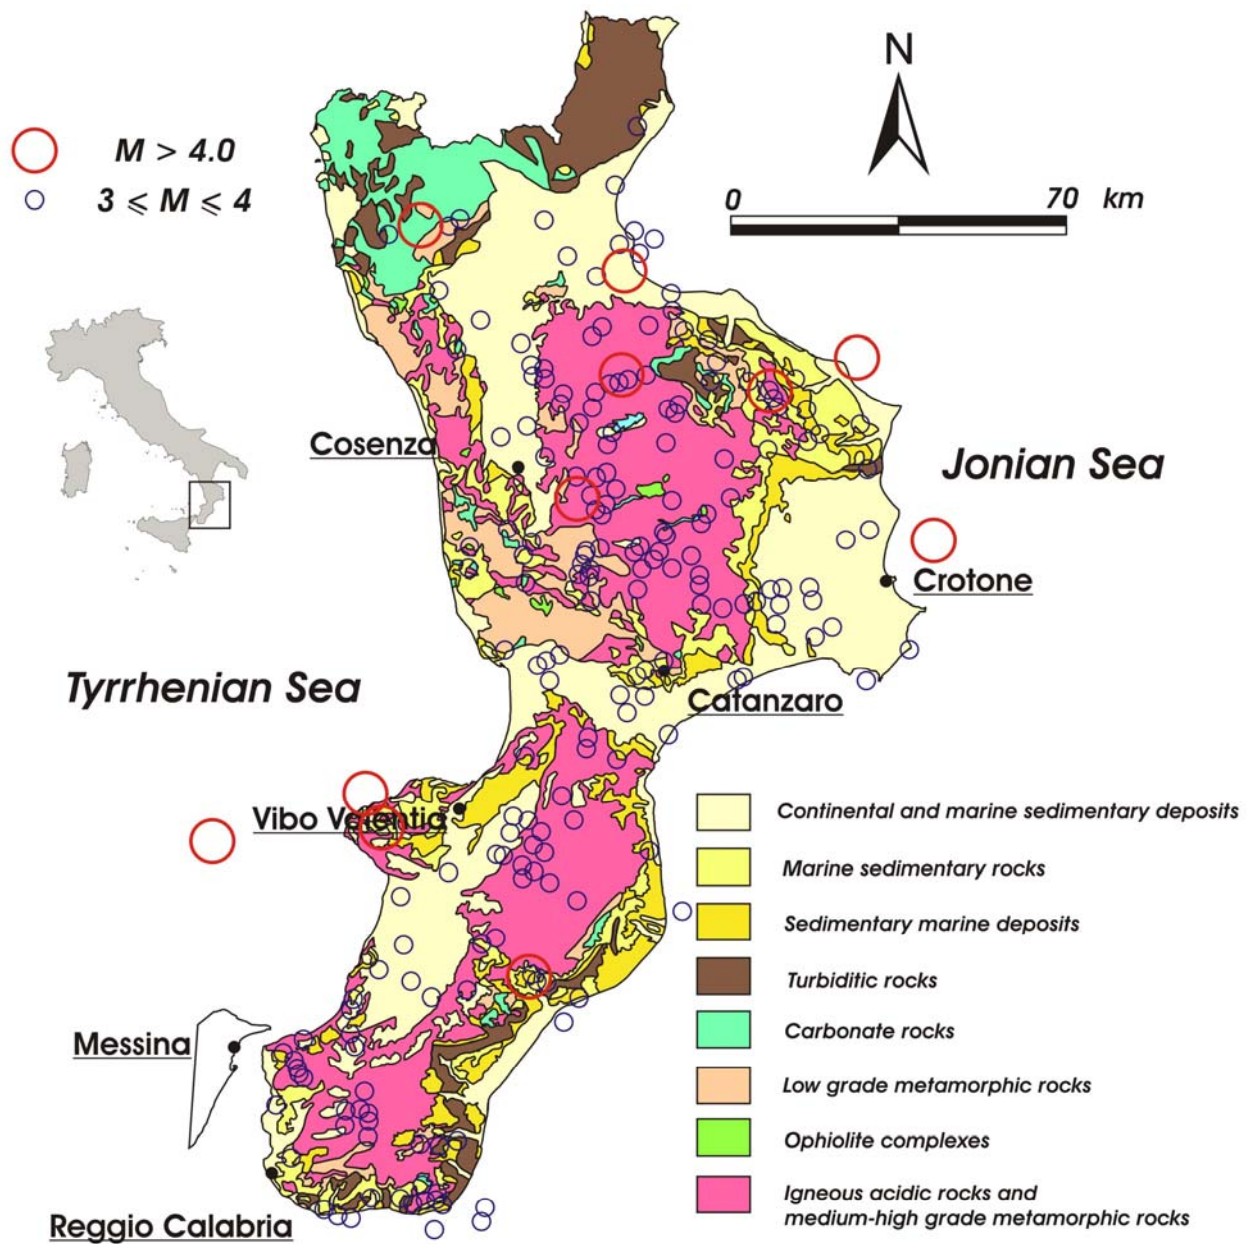 N
M > 4.0
3 ⩽ M ⩽ 4
0 70 km
Cosenza
Jonian Sea
Crotone
Tyrrhenian Sea
Catanzaro
Vibo Valentia
Continental and marine sedimentary deposits
Marine sedimentary rocks
Sedimentary marine deposits
Turbiditic rocks
Carbonate rocks
Messina
Low grade metamorphic rocks
Ophiolite complexes
Igneous acidic rocks and
medium-high grade metamorphic rocks
Reggio Calabria